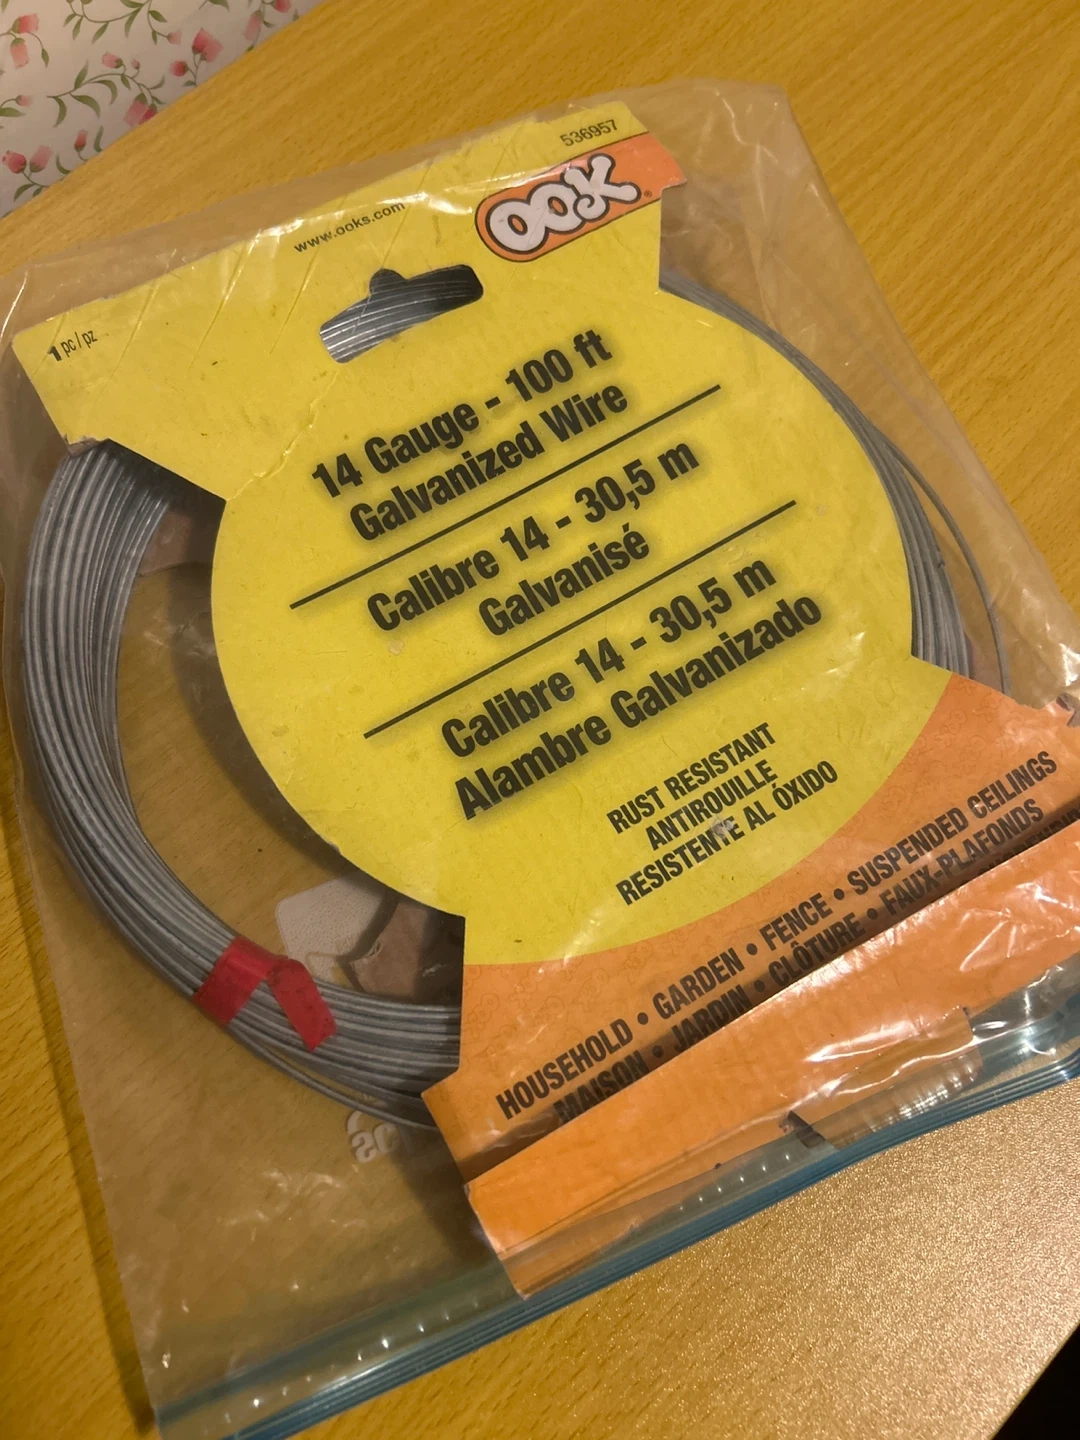 536957
OOK
www.ooks.com
1 pc / pz
14 Gauge - 100 ft
Galvanized Wire
Calibre 14 - 30,5 m
Galvanisé
Calibre 14 - 30,5 m
Alambre Galvanizado
RUST RESISTANT
ANTIROUILLE
RESISTENTE AL ÓXIDO
HOUSEHOLD • GARDEN • FENCE • SUSPENDED CEILINGS
MAISON • JARDIN • CLÔTURE • FAUX-PLAFONDS